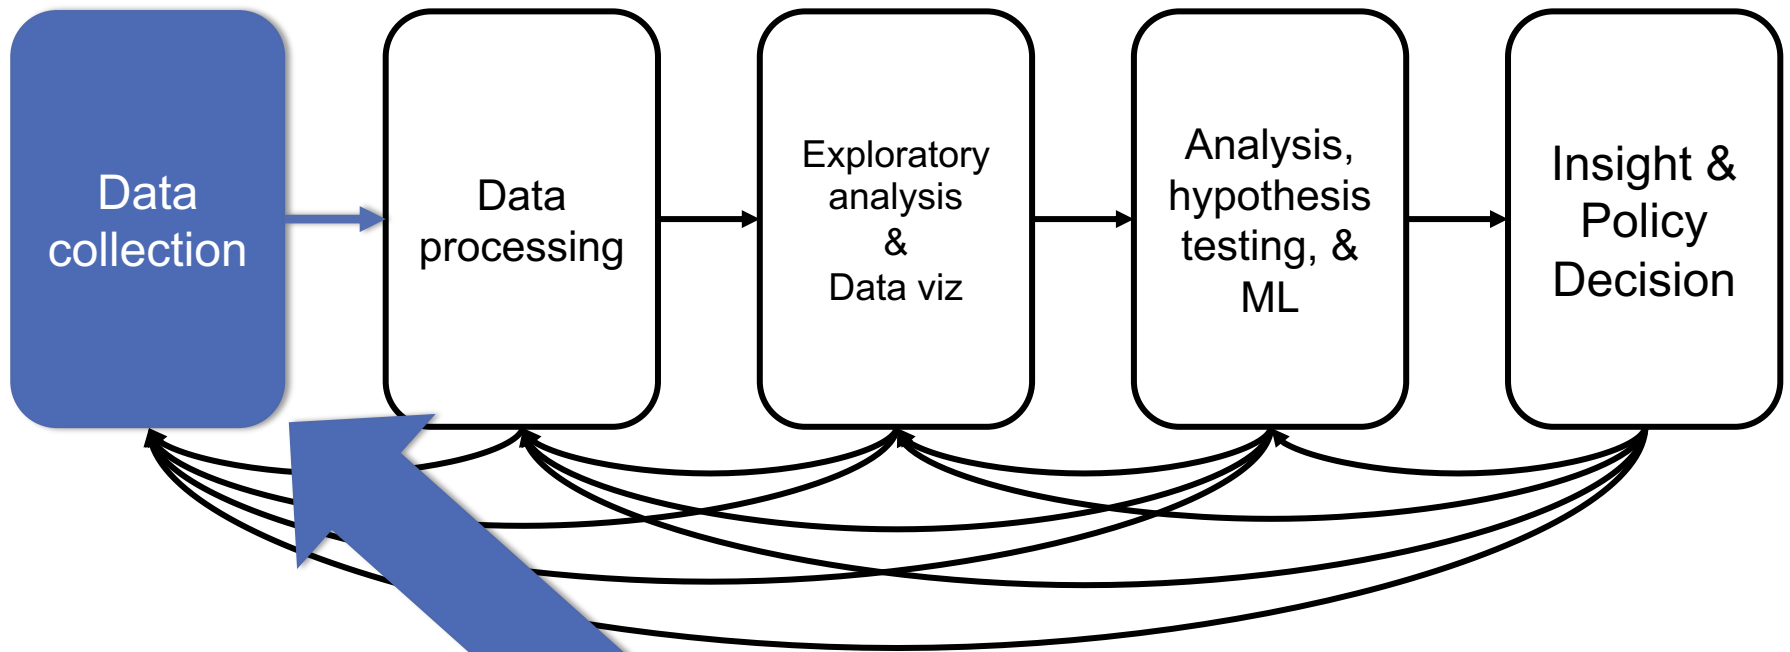 Data
collection
Data
processing
Exploratory
analysis
&
Data viz
Analysis,
hypothesis
testing, &
ML
Insight &
Policy
Decision